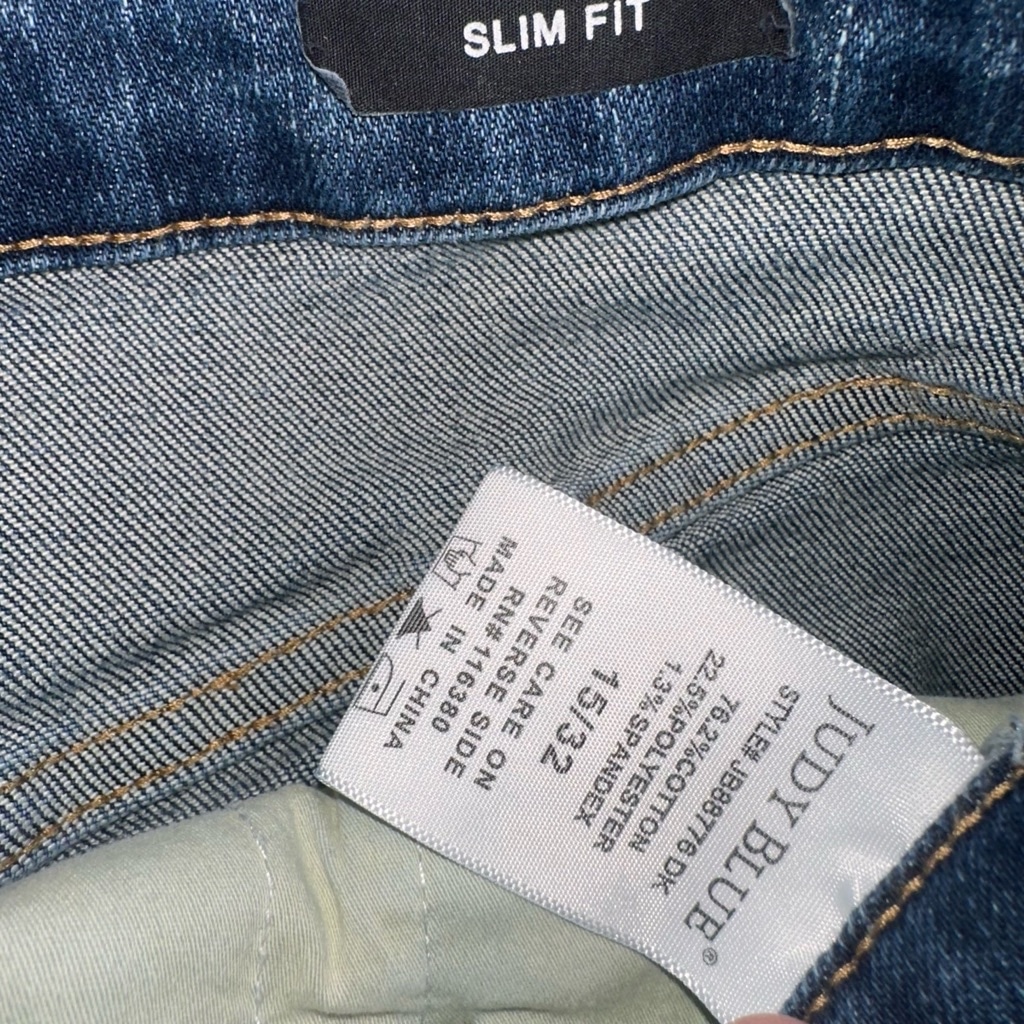 SLIM FIT
JUDY BLUE®
STYLE# JB88776 DK
76.2%COTTON
22.5%POLYESTER
1.3%SPANDEX
15/32
SEE CARE ON
REVERSE SIDE
RN#116380
MADE IN CHINA